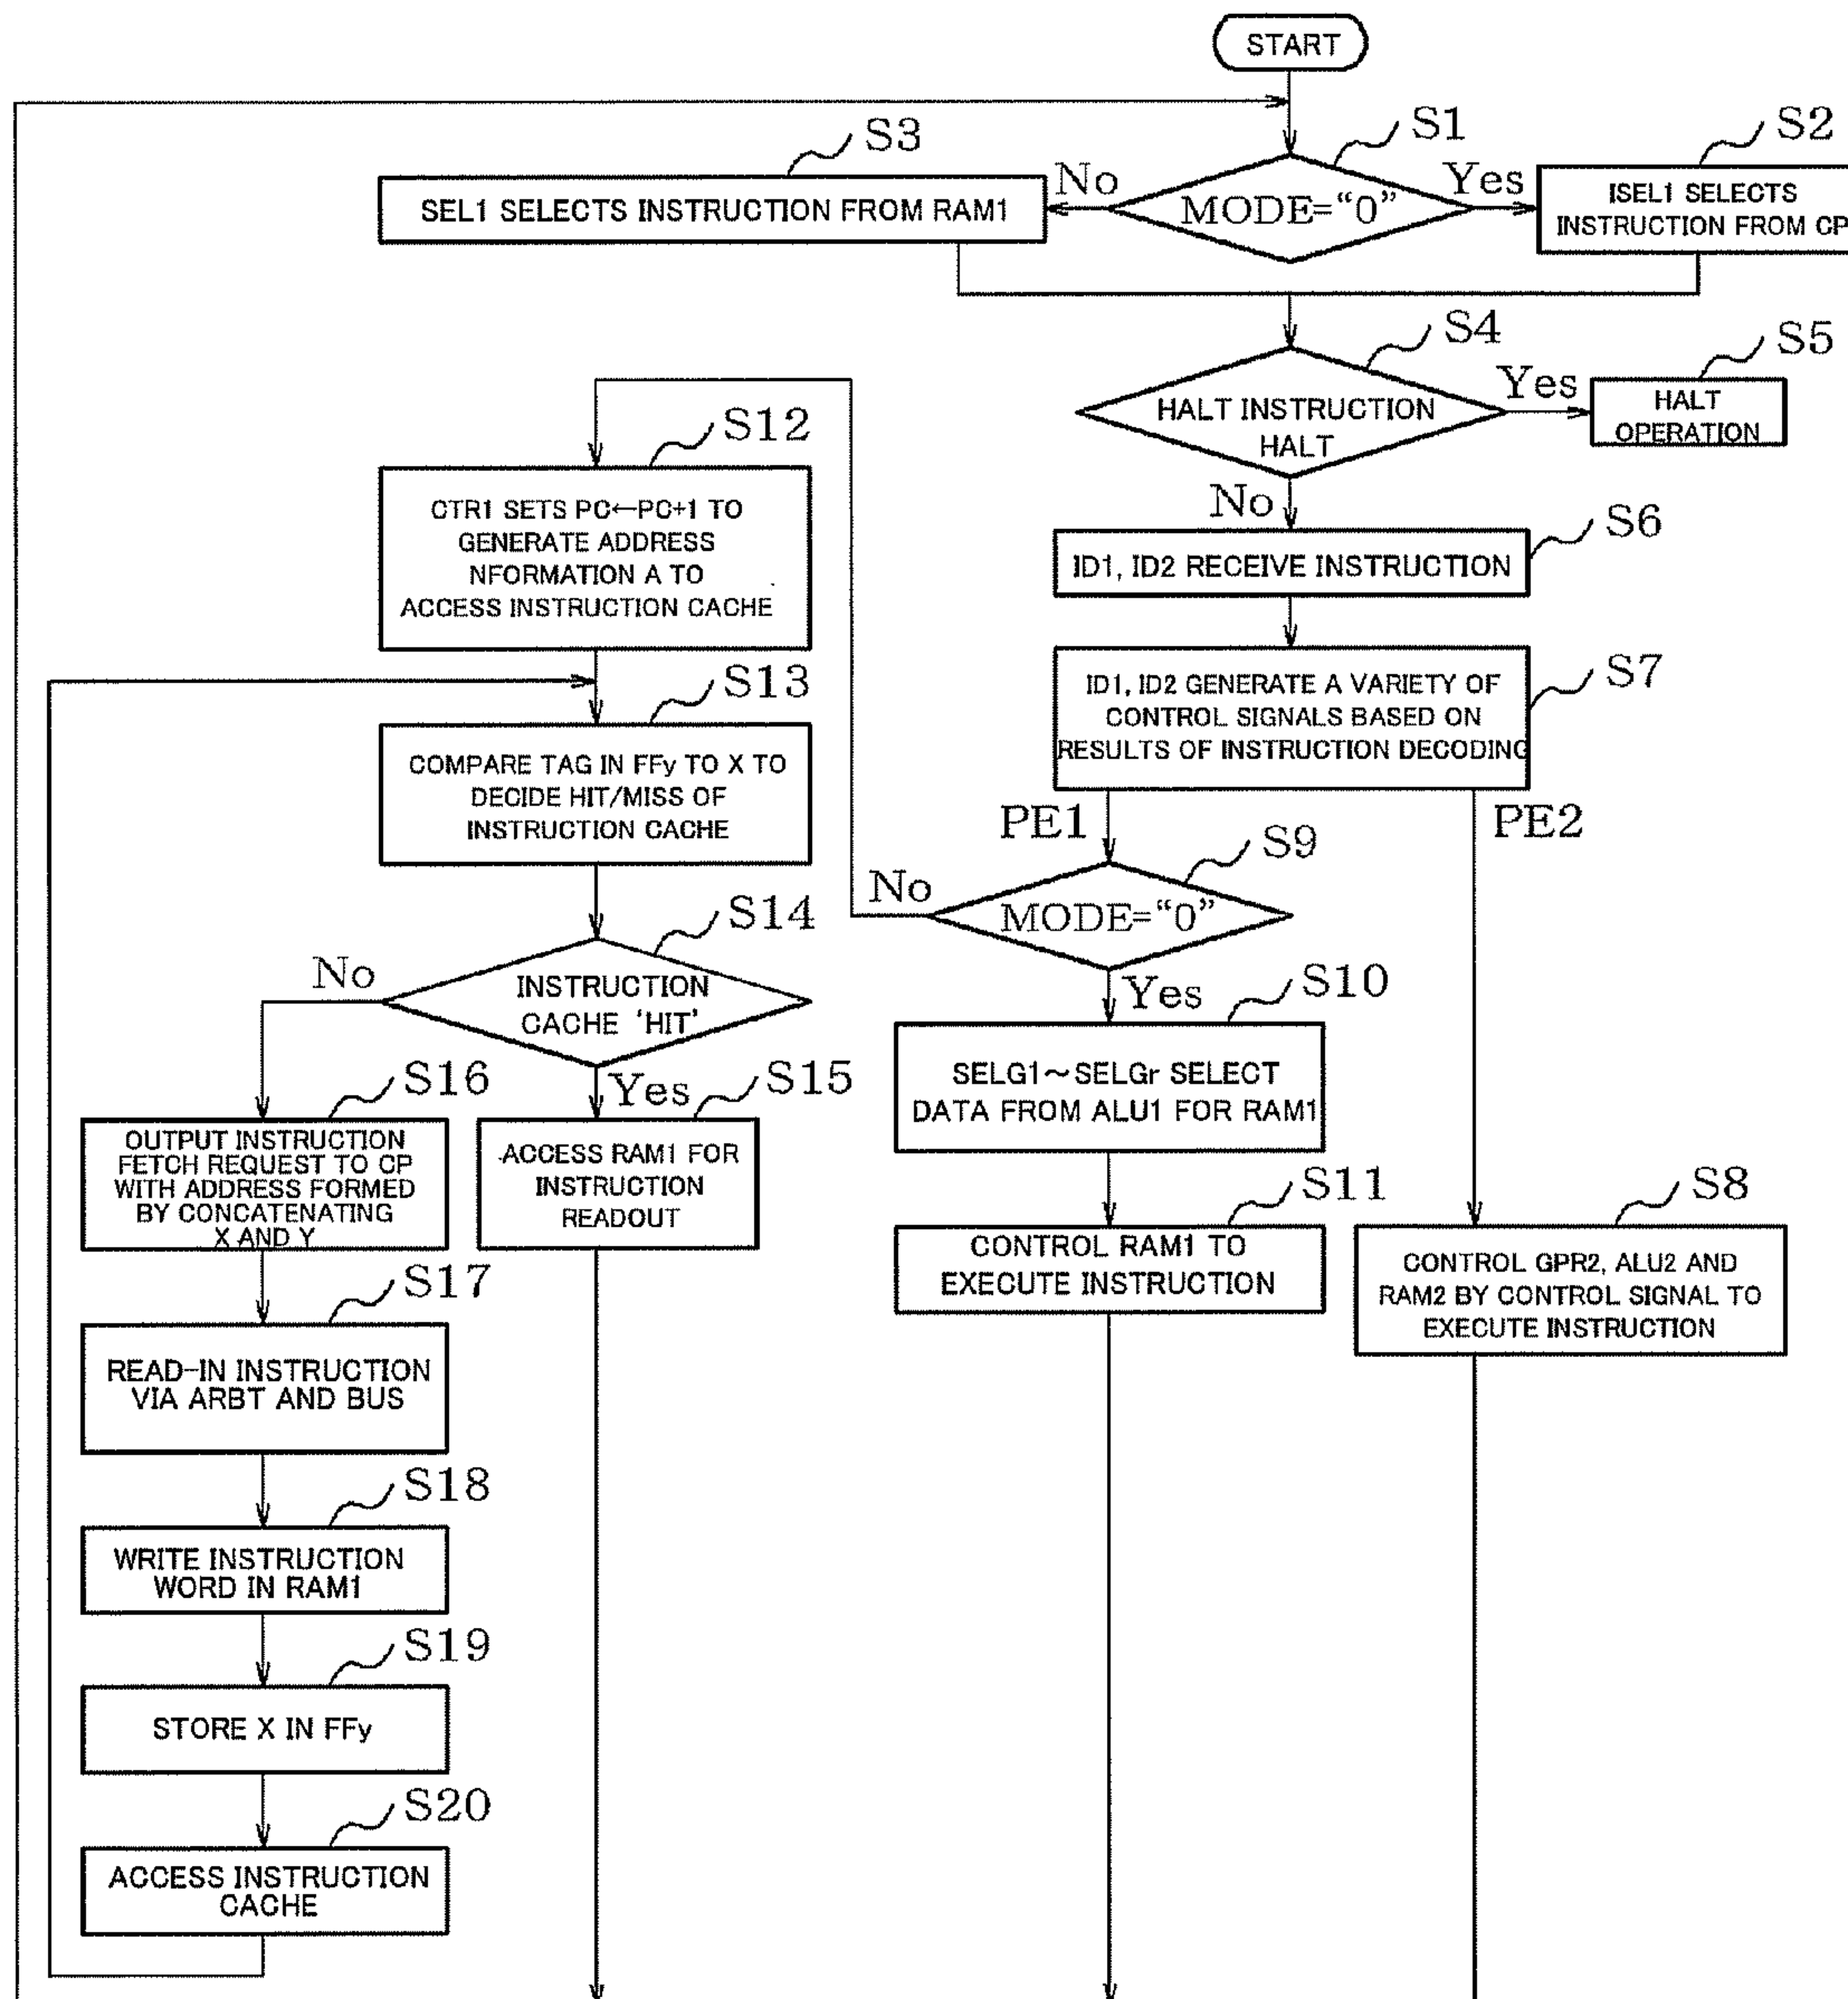 START
S1
S2
S3
No
MODE="0"
Yes
SEL1 SELECTS INSTRUCTION FROM RAM1
ISEL1 SELECTS
INSTRUCTION FROM CP
S4
S5
HALT INSTRUCTION
HALT
Yes
HALT
OPERATION
No
S6
ID1, ID2 RECEIVE INSTRUCTION
S7
ID1, ID2 GENERATE A VARIETY OF
CONTROL SIGNALS BASED ON
RESULTS OF INSTRUCTION DECODING
PE1
PE2
S9
No
MODE="0"
Yes
S10
SELG1~SELGr SELECT
DATA FROM ALU1 FOR RAM1
S11
CONTROL RAM1 TO
EXECUTE INSTRUCTION
S8
CONTROL GPR2, ALU2 AND
RAM2 BY CONTROL SIGNAL TO
EXECUTE INSTRUCTION
S12
CTR1 SETS PC←PC+1 TO
GENERATE ADDRESS
NFORMATION A TO
ACCESS INSTRUCTION CACHE
S13
COMPARE TAG IN FFy TO X TO
DECIDE HIT/MISS OF
INSTRUCTION CACHE
S14
No
INSTRUCTION
CACHE 'HIT'
Yes
S15
ACCESS RAM1 FOR
INSTRUCTION
READOUT
S16
OUTPUT INSTRUCTION
FETCH REQUEST TO CP
WITH ADDRESS FORMED
BY CONCATENATING
X AND Y
S17
READ-IN INSTRUCTION
VIA ARBT AND BUS
S18
WRITE INSTRUCTION
WORD IN RAM1
S19
STORE X IN FFy
S20
ACCESS INSTRUCTION
CACHE